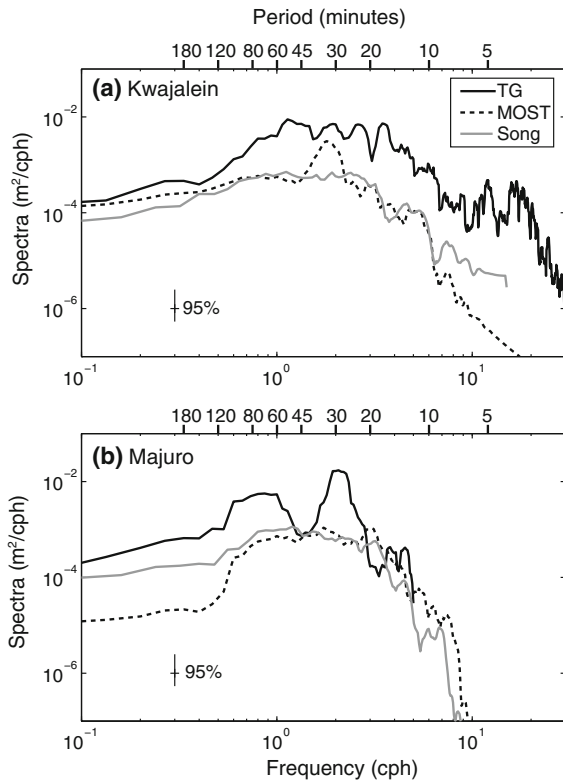 Period (minutes)
180 120 80 60 45 30 20 10 5
(a) Kwajalein
TG
MOST
Song
10⁻²
10⁻⁴
10⁻⁶
Spectra (m²/cph)
95%
10⁻¹ 10⁰ 10¹
180 120 80 60 45 30 20 10 5
(b) Majuro
10⁻²
10⁻⁴
10⁻⁶
Spectra (m²/cph)
95%
10⁻¹ 10⁰ 10¹
Frequency (cph)